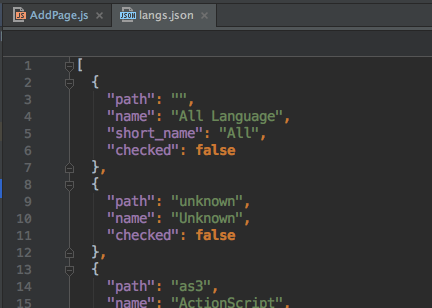 AddPage.js langs.json
1 [
2 {
3 "path": "",
4 "name": "All Language",
5 "short_name": "All",
6 "checked": false
7 },
8 {
9 "path": "unknown",
10 "name": "Unknown",
11 "checked": false
12 },
13 {
14 "path": "as3",
15 "name": "ActionScript",